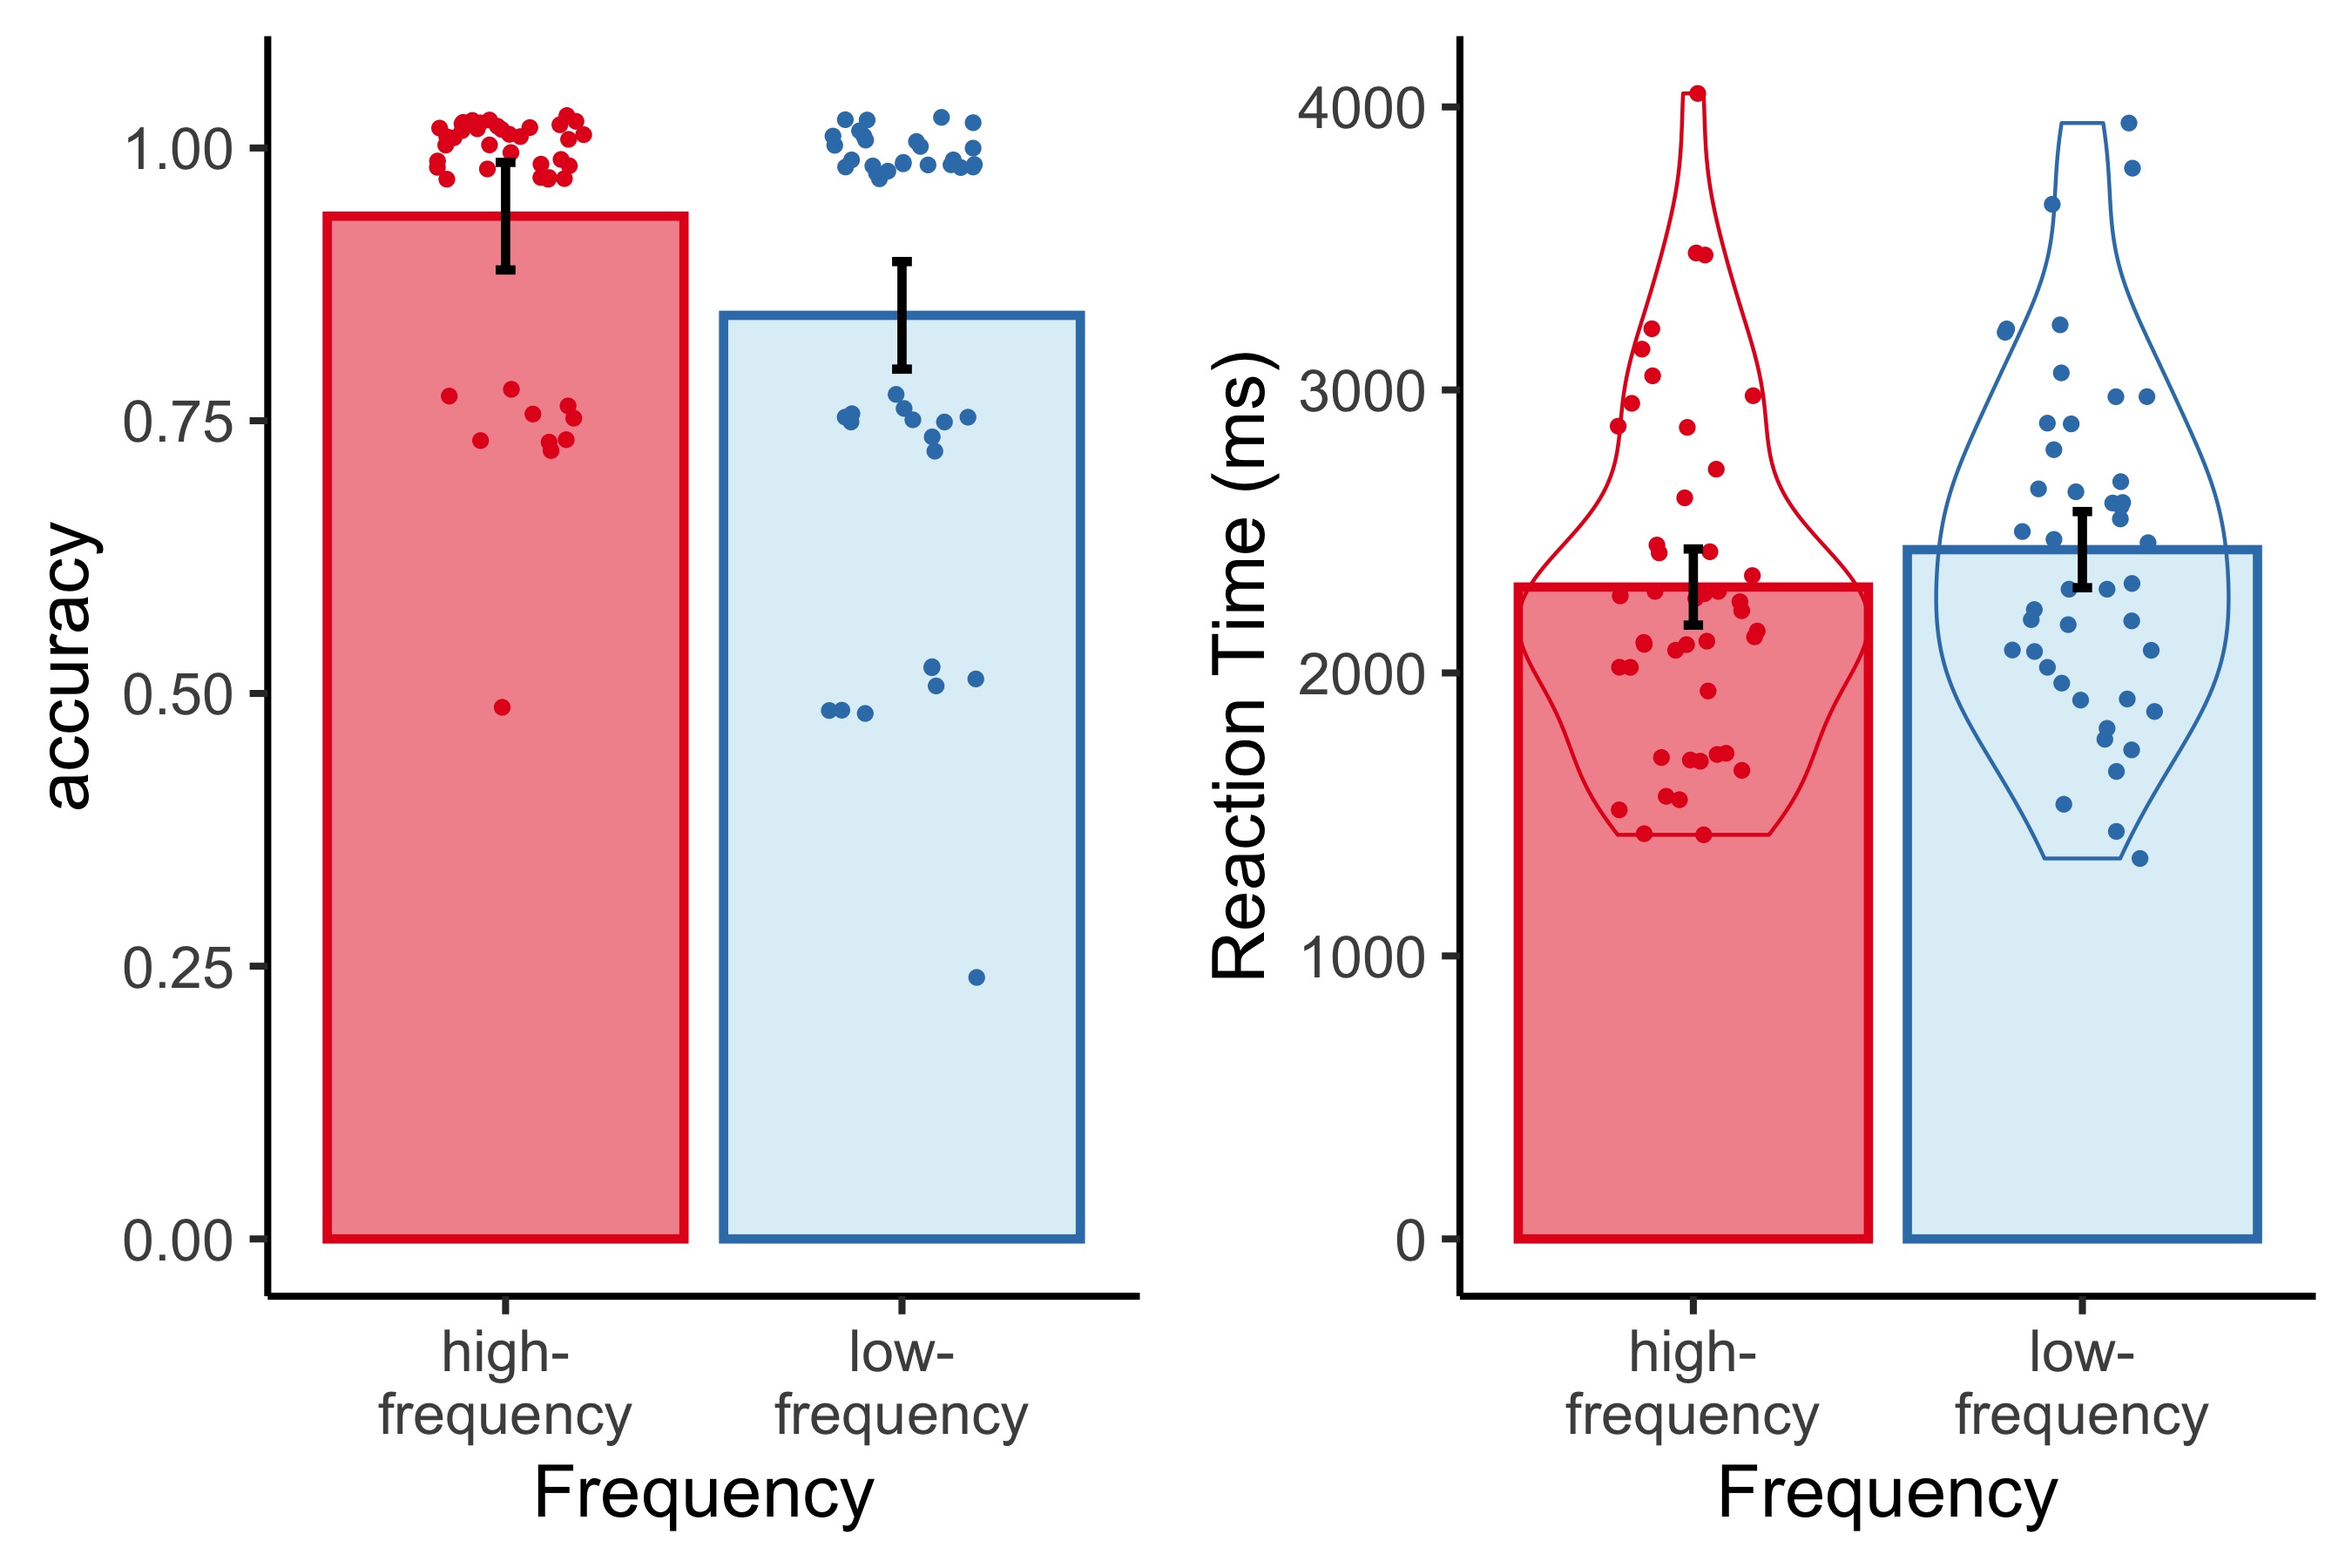 accuracy
1.00
0.75
0.50
0.25
0.00
high-
frequency
low-
frequency
Frequency
Reaction Time (ms)
4000
3000
2000
1000
0
high-
frequency
low-
frequency
Frequency